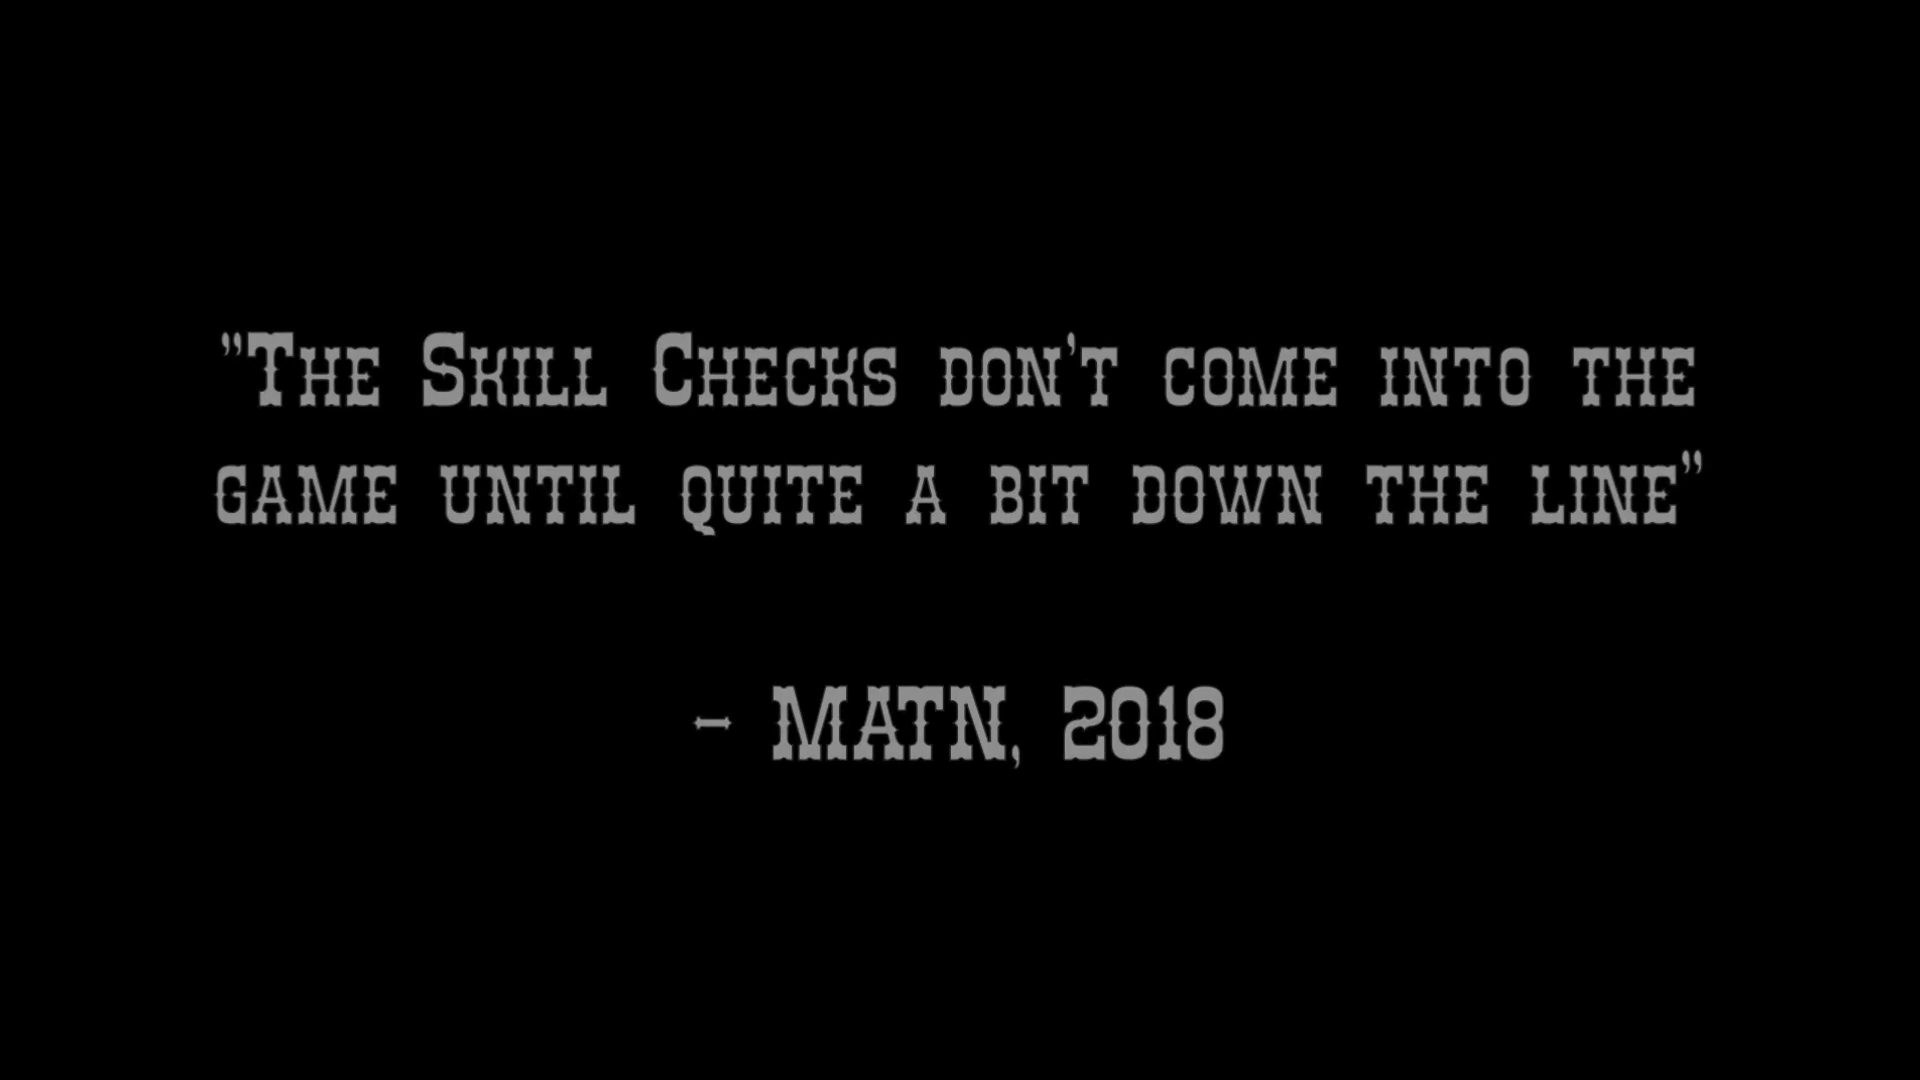 "The Skill Checks don't come into the
game until quite a bit down the line"
- MATN, 2018